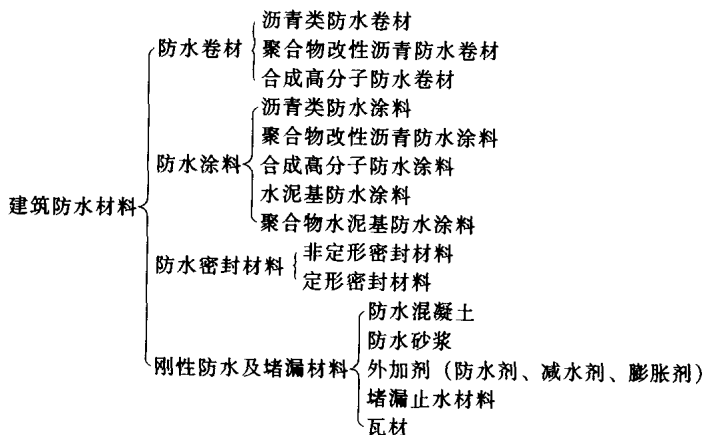 沥青类防水卷材
防水卷材
聚合物改性沥青防水卷材
合成高分子防水卷材
沥青类防水涂料
聚合物改性沥青防水涂料
防水涂料
合成高分子防水涂料
水泥基防水涂料
建筑防水材料
聚合物水泥基防水涂料
非定形密封材料
防水密封材料
定形密封材料
防水混凝土
防水砂浆
刚性防水及堵漏材料
外加剂（防水剂、减水剂、膨胀剂）
堵漏止水材料
瓦材